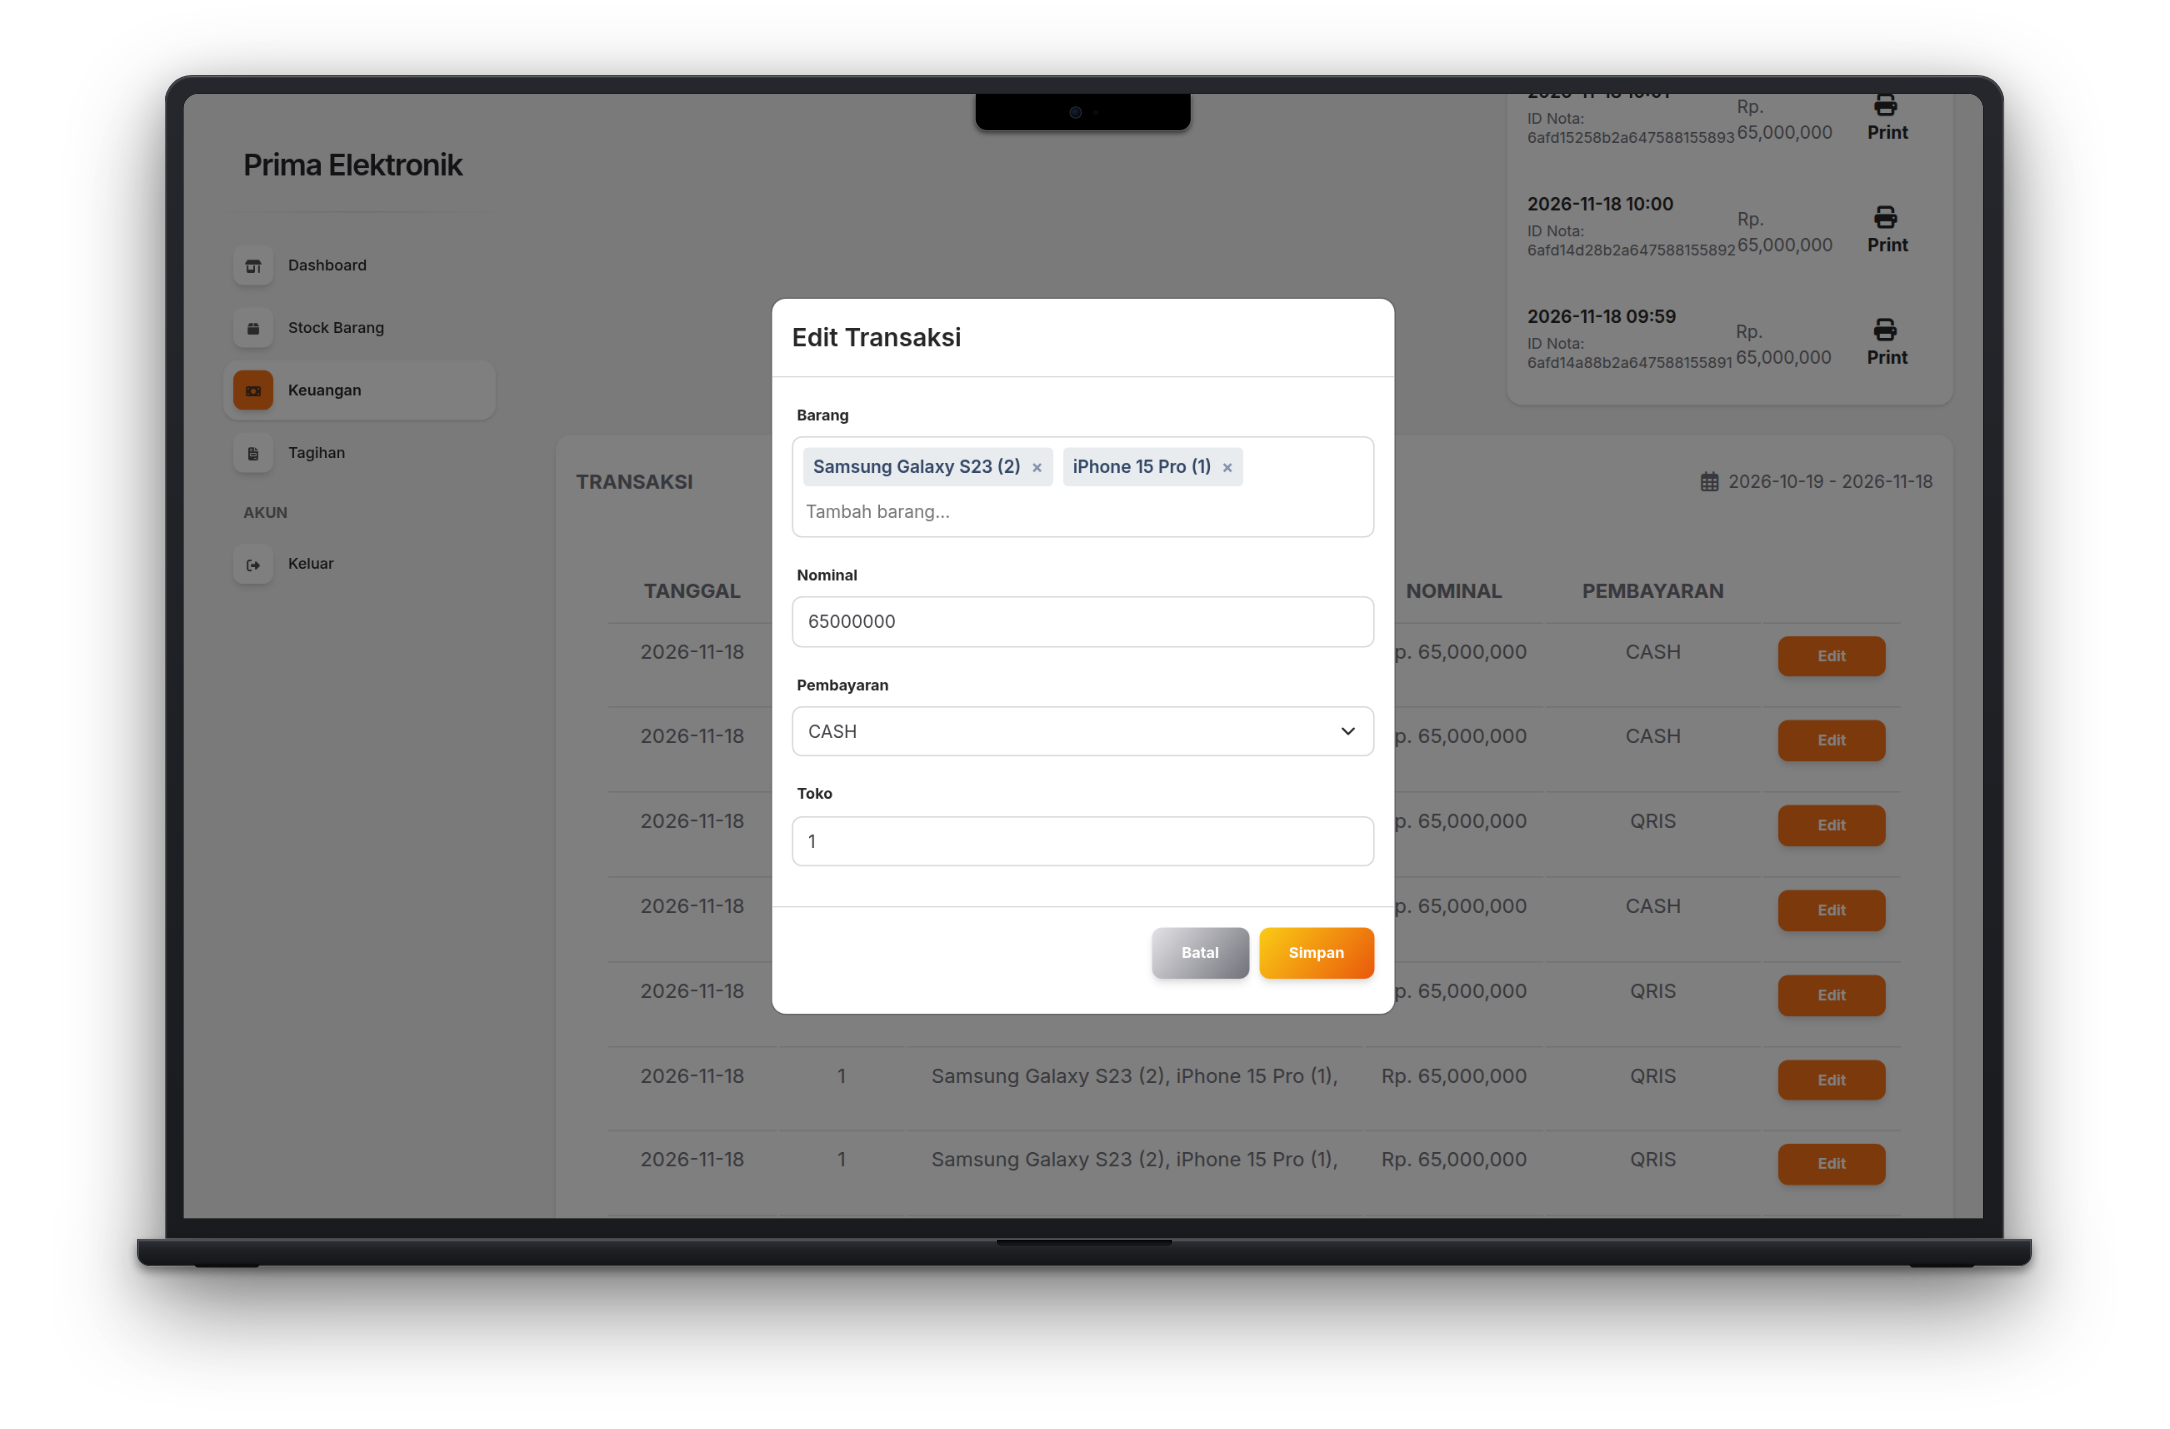 Prima Elektronik
Dashboard
Stock Barang
Keuangan
Tagihan
AKUN
Keluar
Rp.
ID Nota:
6afd15258b2a647588155893 65,000,000
Print
2026-11-18 10:00
Rp.
ID Nota:
6afd14d28b2a647588155892 65,000,000
Print
2026-11-18 09:59
Rp.
ID Nota:
6afd14a88b2a647588155891 65,000,000
Print
TRANSAKSI
2026-10-19 - 2026-11-18
TANGGAL NOMINAL PEMBAYARAN
2026-11-18 p. 65,000,000 CASH Edit
2026-11-18 p. 65,000,000 CASH Edit
2026-11-18 p. 65,000,000 QRIS Edit
2026-11-18 p. 65,000,000 CASH Edit
2026-11-18 p. 65,000,000 QRIS Edit
2026-11-18 1 Samsung Galaxy S23 (2), iPhone 15 Pro (1), Rp. 65,000,000 QRIS Edit
2026-11-18 1 Samsung Galaxy S23 (2), iPhone 15 Pro (1), Rp. 65,000,000 QRIS Edit
Edit Transaksi
Barang
Samsung Galaxy S23 (2) × iPhone 15 Pro (1) ×
Tambah barang...
Nominal
65000000
Pembayaran
CASH
Toko
1
Batal Simpan